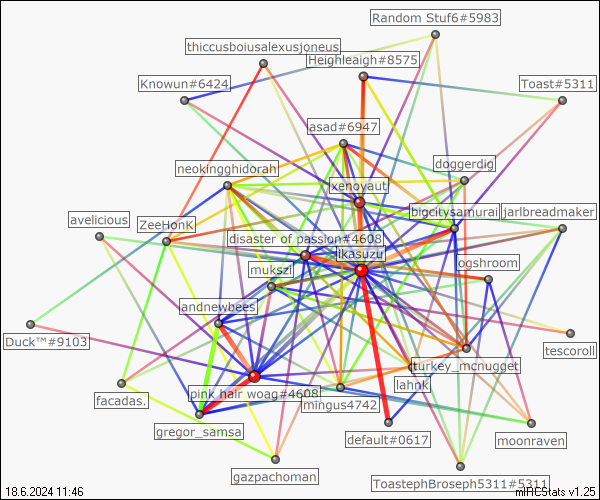 Random Stuf6#5983
thiccusboiusalexusjoneus,
Heighleaigh#8575
Knowun#6424
Toast#5311
asad#6947
doggerdig
neokingghidorah
xenoyaut
avelicious
bigcitysamurai
jarlbreadmaker
ZeeHonK
disaster of passion#4608
ilkasuzu
mukszi
ogshroom
andnewbees
Duck™#9103
tescoroll
turkey_mcnugget
lahnK
facadas.
pink hair woag#4608
mingus4742
gregor_samsa
default#0617
moonraven
gazpachoman
ToastephBroseph5311#5311
18.6.2024 11:46
mIRCStats v1.25